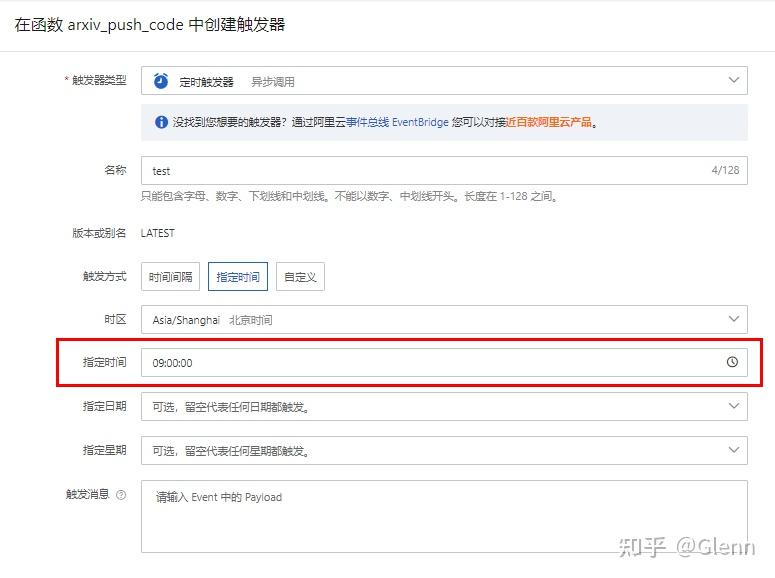 在函数 arxiv_push_code 中创建触发器
* 触发器类型 定时触发器 异步调用
没找到您想要的触发器？通过阿里云事件总线 EventBridge 您可以对接近百款阿里云产品。
名称 test 4/128
只能包含字母、数字、下划线和中划线。不能以数字、中划线开头。长度在 1-128 之间。
版本或别名 LATEST
触发方式 时间间隔 指定时间 自定义
时区 Asia/Shanghai 北京时间
指定时间 09:00:00
指定日期 可选，留空代表任何日期都触发。
指定星期 可选，留空代表任何星期都触发。
触发消息 请输入 Event 中的 Payload
知乎 @Glenn